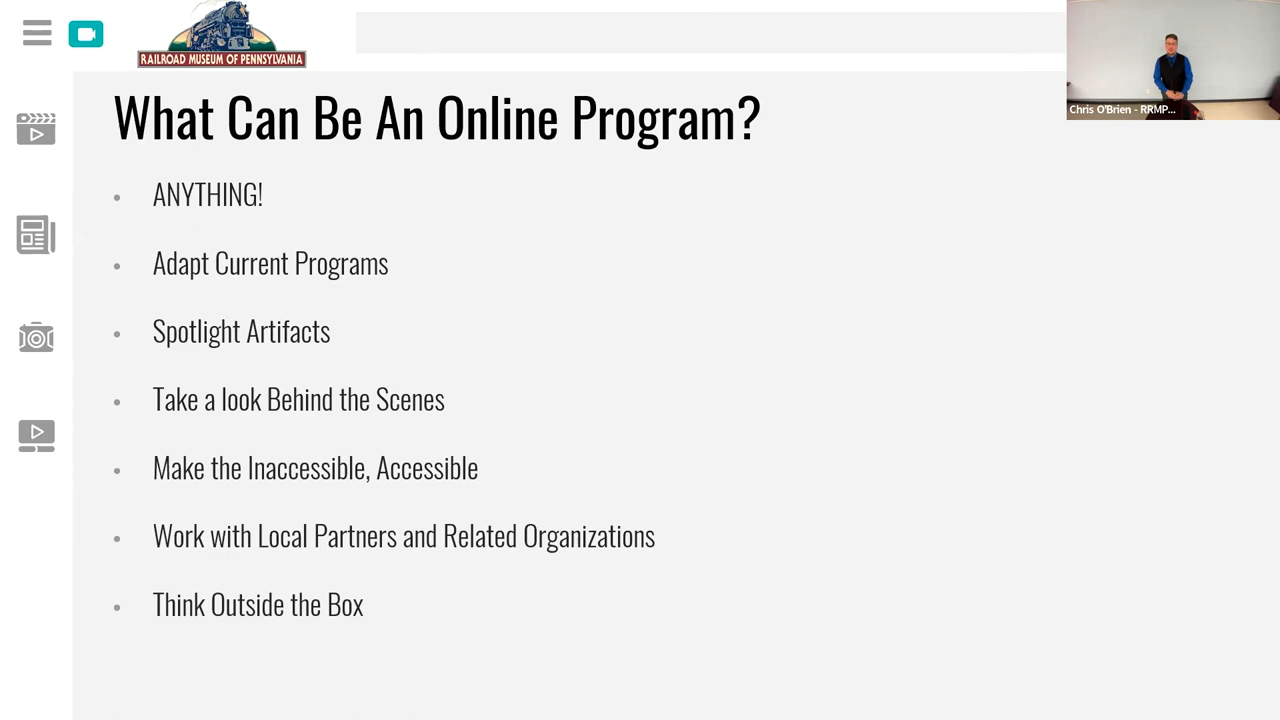 RAILROAD MUSEUM OF PENNSYLVANIA
Chris O'Brien - RRMP...
What Can Be An Online Program?
• ANYTHING!
• Adapt Current Programs
• Spotlight Artifacts
• Take a look Behind the Scenes
• Make the Inaccessible, Accessible
• Work with Local Partners and Related Organizations
• Think Outside the Box